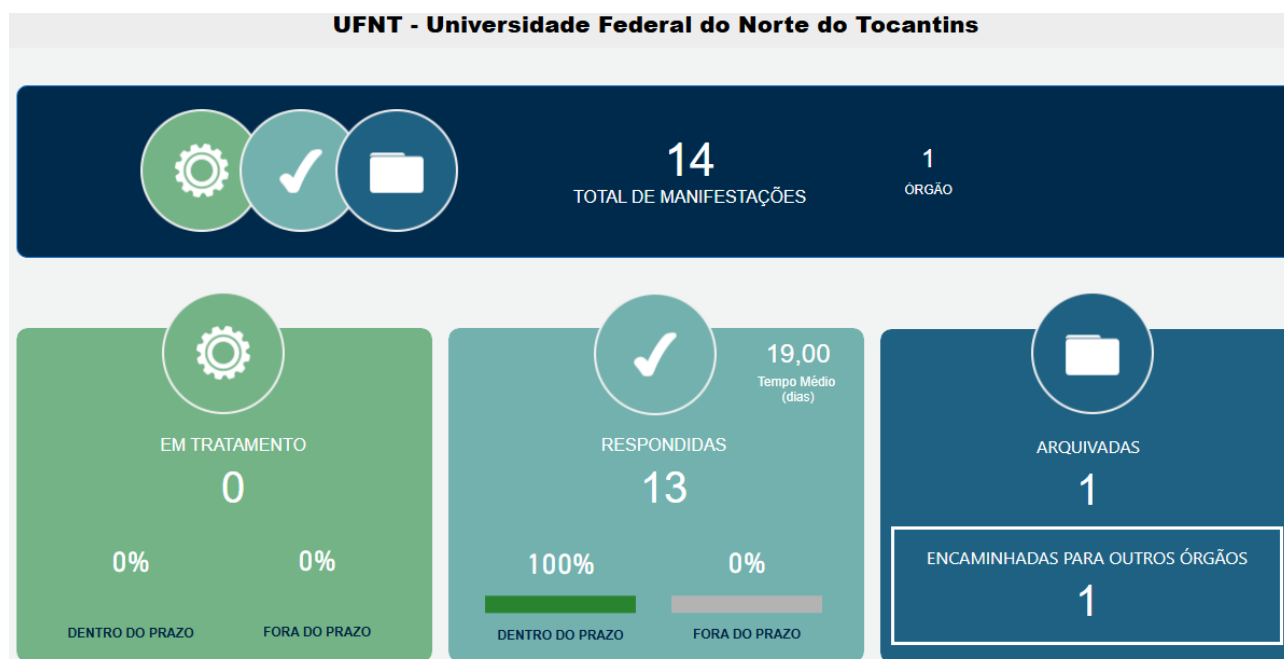 UFNT - Universidade Federal do Norte do Tocantins
14
TOTAL DE MANIFESTAÇÕES
1
ÓRGÃO
EM TRATAMENTO
0
0%
0%
DENTRO DO PRAZO
FORA DO PRAZO
19,00
Tempo Médio
(dias)
RESPONDIDAS
13
100%
0%
DENTRO DO PRAZO
FORA DO PRAZO
ARQUIVADAS
1
ENCAMINHADAS PARA OUTROS ÓRGÃOS
1